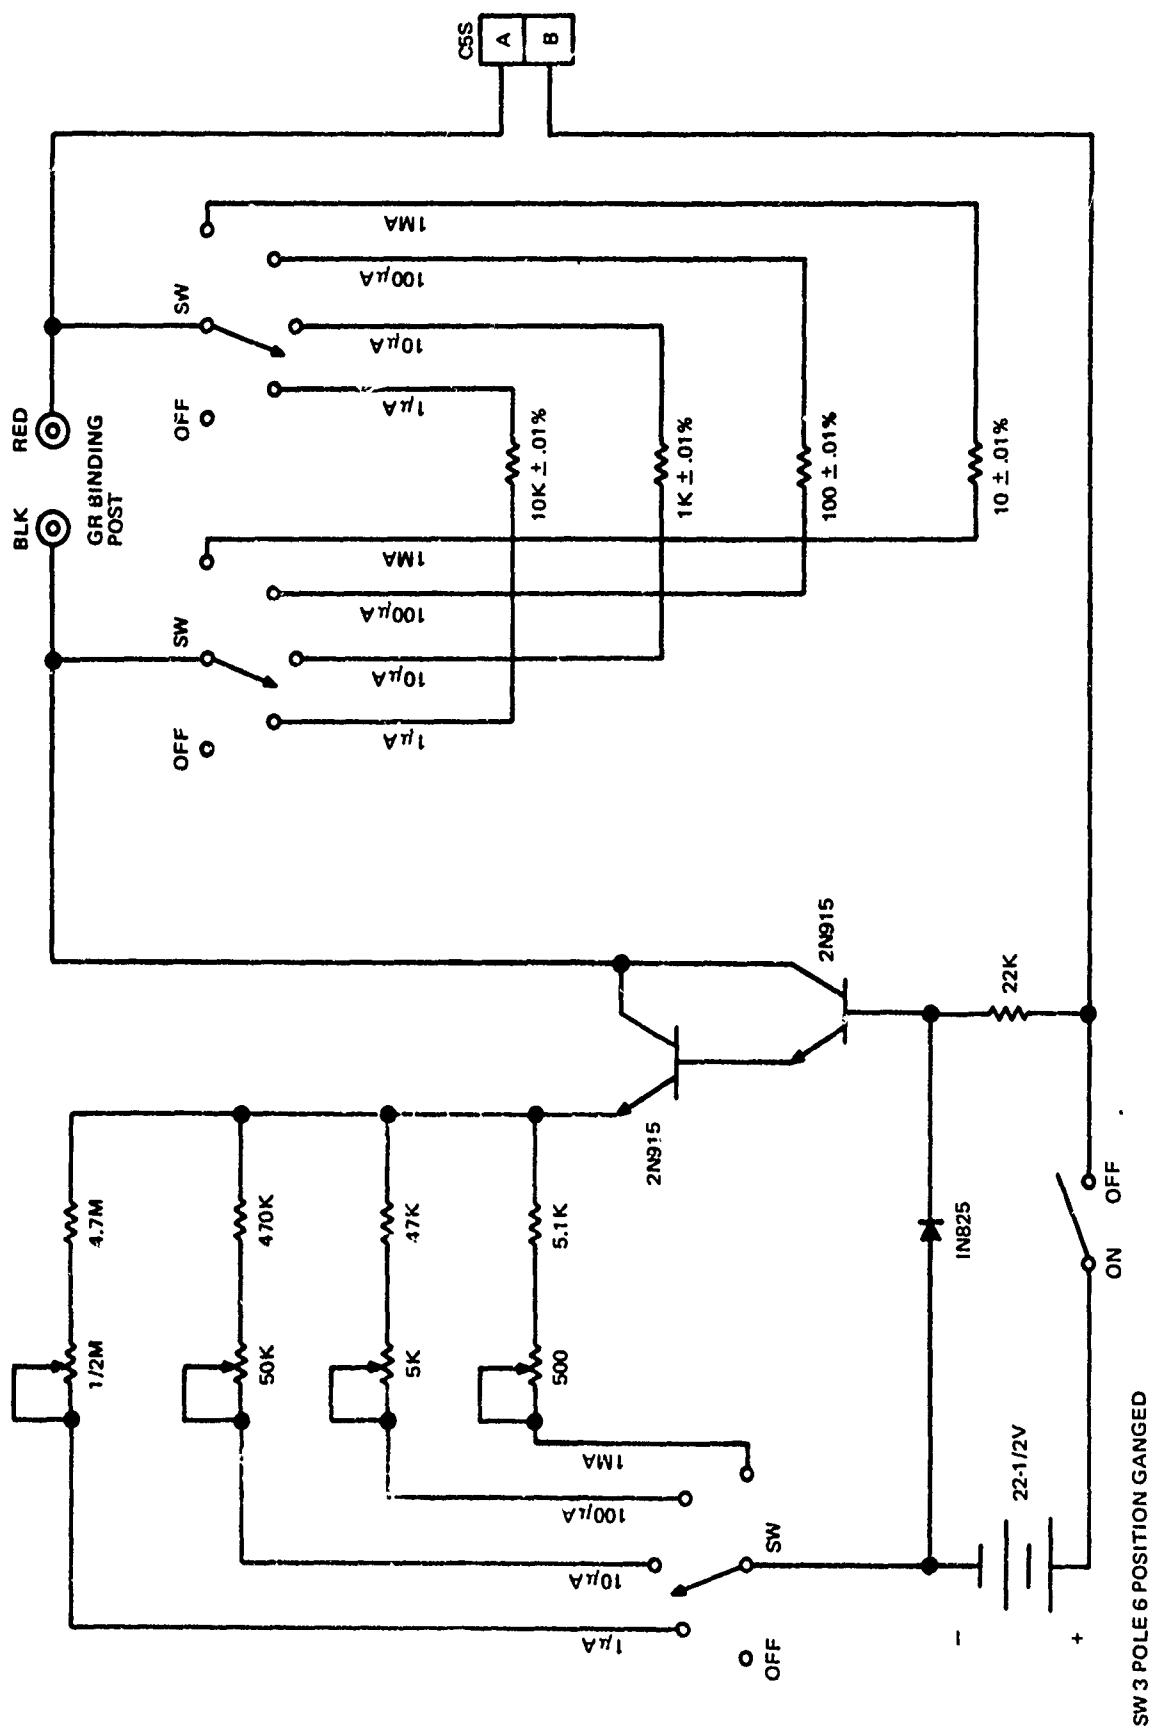 C5S
A
B
RED
BLK
GR BINDING
POST
SW
OFF
1MA
100μA
10μA
1μA
SW
OFF
1MA
100μA
10μA
1μA
10K ± .01%
1K ± .01%
100 ± .01%
10 ± .01%
2N915
2N915
22K
4.7M
470K
47K
5.1K
1/2M
50K
5K
500
1MA
100μA
10μA
1μA
SW
OFF
IN825
OFF
ON
22-1/2V
−
+
SW 3 POLE 6 POSITION GANGED